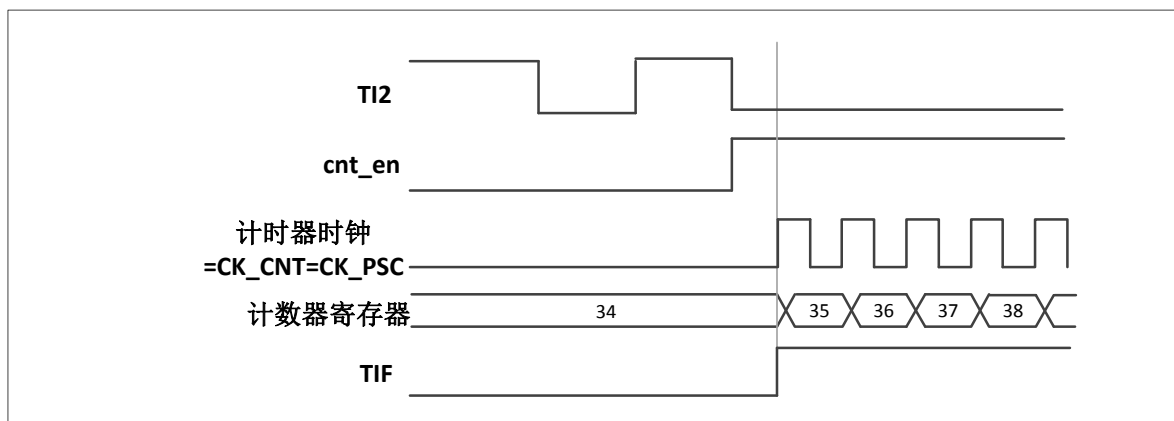 TI2
cnt_en
计时器时钟
=CK_CNT=CK_PSC
计数器寄存器 34 35 36 37 38
TIF